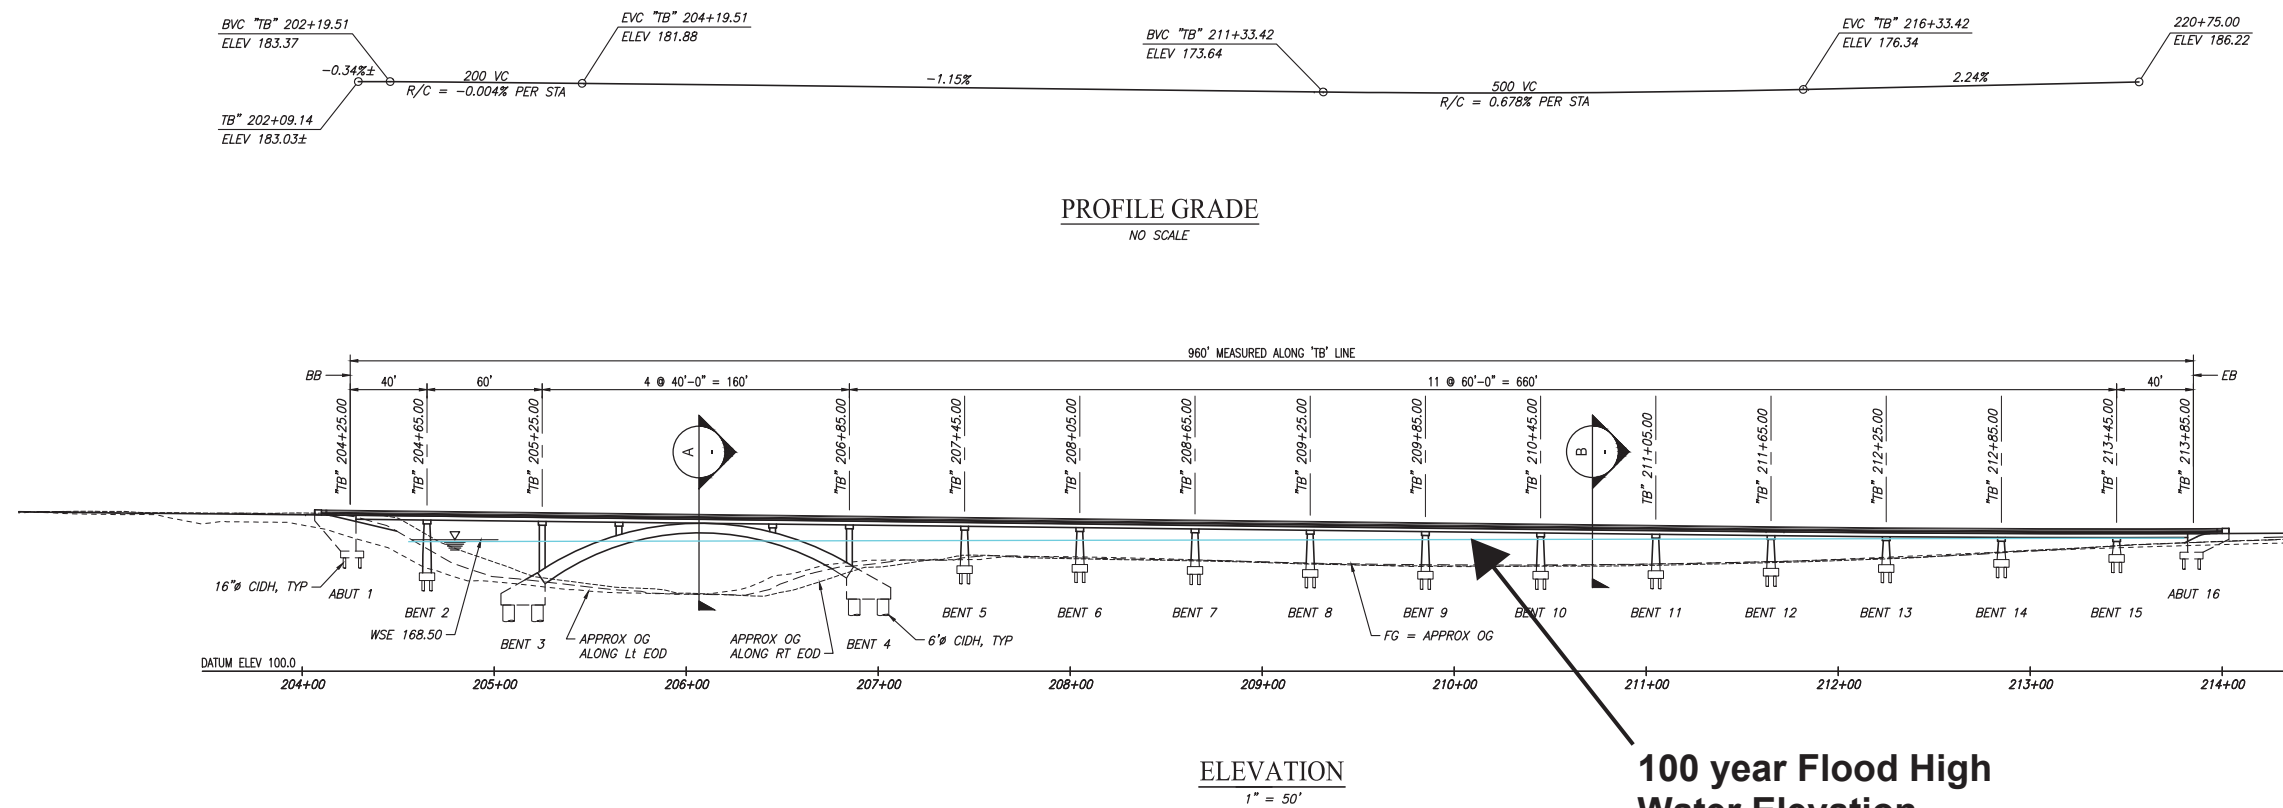 BVC "TB" 202+19.51
ELEV 183.37
EVC "TB" 204+19.51
ELEV 181.88
BVC "TB" 211+33.42
ELEV 173.64
EVC "TB" 216+33.42
ELEV 176.34
220+75.00
ELEV 186.22
-0.34%±
200 VC
R/C = -0.004% PER STA
-1.15%
500 VC
R/C = 0.678% PER STA
2.24%
TB" 202+09.14
ELEV 183.03±
PROFILE GRADE
NO SCALE
960' MEASURED ALONG 'TB' LINE
BB
40'
60'
4 @ 40'-0" = 160'
11 @ 60'-0" = 660'
40'
EB
"TB" 204+25.00
"TB" 204+65.00
"TB" 205+25.00
A
-
"TB" 206+85.00
"TB" 207+45.00
"TB" 208+05.00
"TB" 208+65.00
"TB" 209+25.00
"TB" 209+85.00
"TB" 210+45.00
B
-
TB" 211+05.00
"TB" 211+65.00
"TB" 212+25.00
"TB" 212+85.00
"TB" 213+45.00
"TB" 213+85.00
16"ø CIDH, TYP
ABUT 1
BENT 2
WSE 168.50
BENT 3
APPROX OG
ALONG Lt EOD
APPROX OG
ALONG RT EOD
BENT 4
6'ø CIDH, TYP
BENT 5
BENT 6
BENT 7
BENT 8
BENT 9
FG = APPROX OG
BENT 10
BENT 11
BENT 12
BENT 13
BENT 14
BENT 15
ABUT 16
DATUM ELEV 100.0
204+00
205+00
206+00
207+00
208+00
209+00
210+00
211+00
212+00
213+00
214+00
ELEVATION
1" = 50'
100 year Flood High
Water Elevation